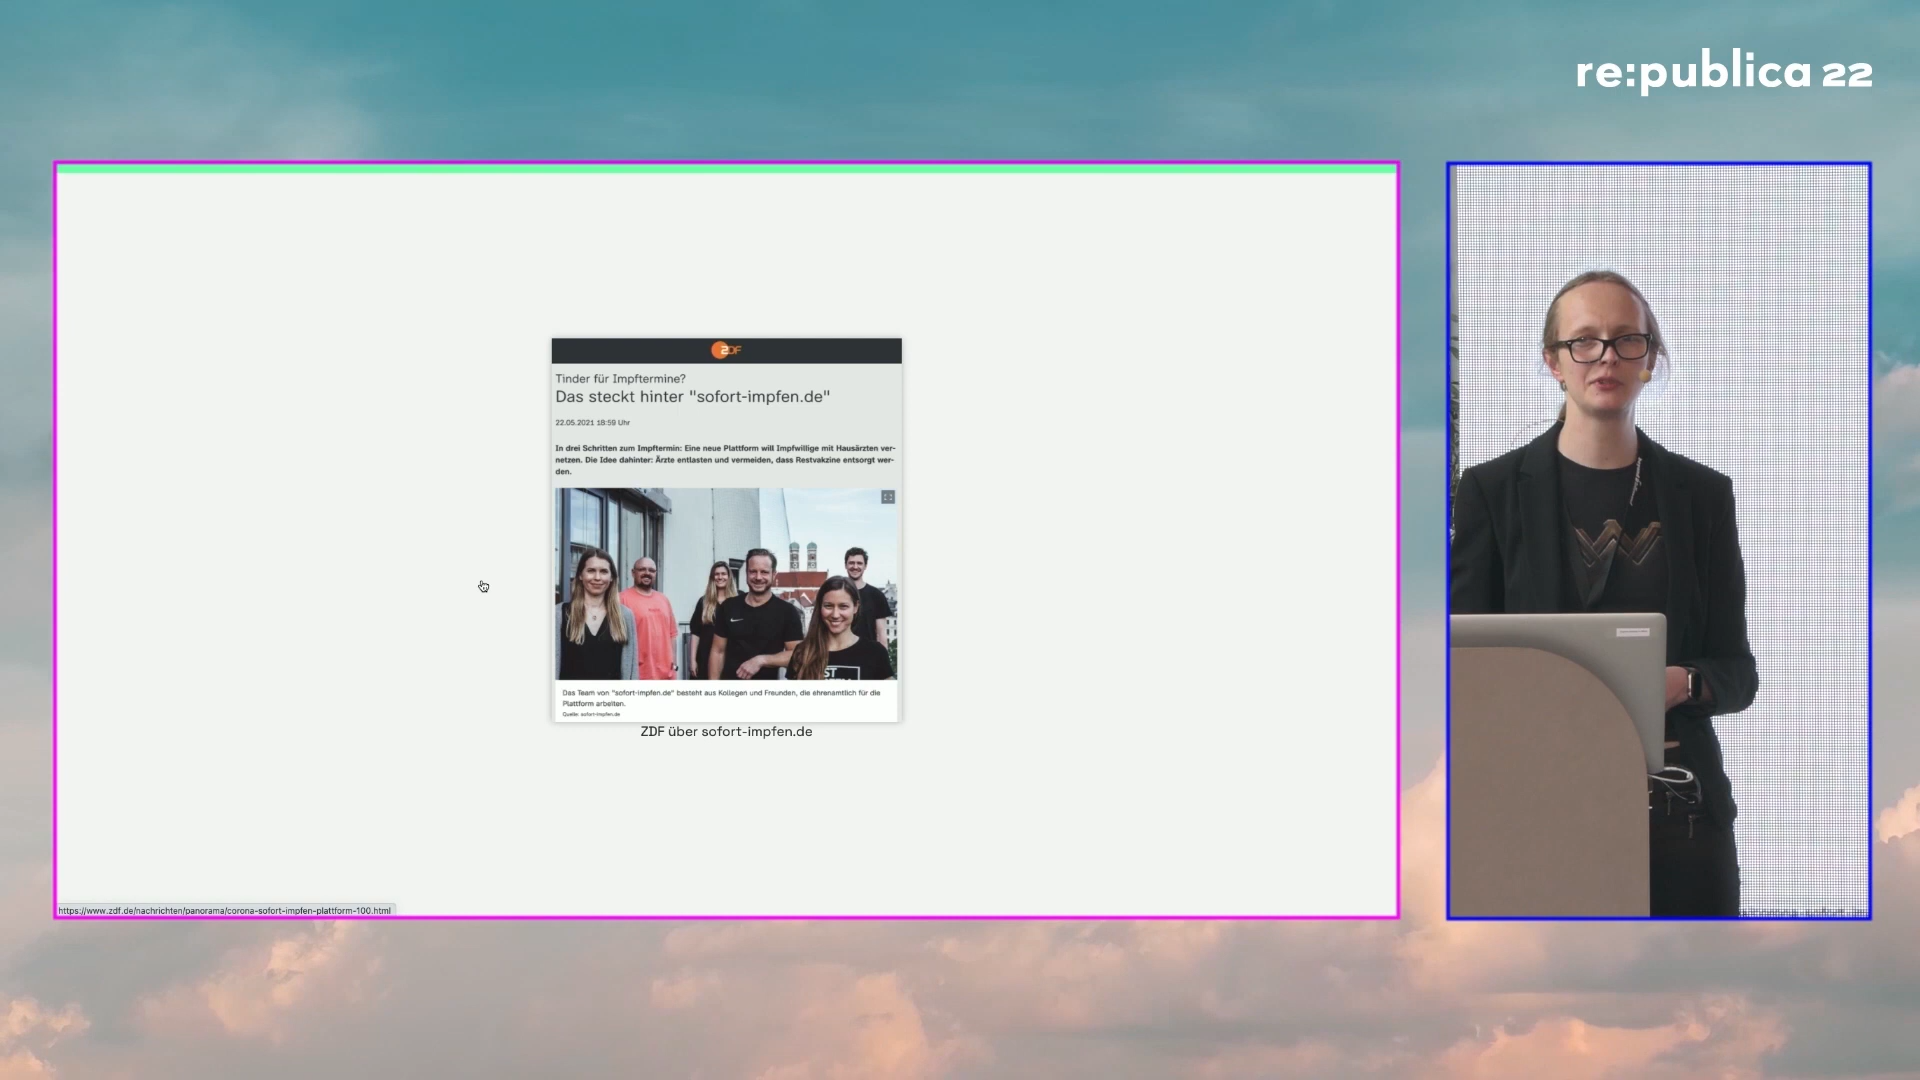 re:publica 22
ZDF
Tinder für Impftermine?
Das steckt hinter "sofort-impfen.de"
22.05.2021 18:59 Uhr
In drei Schritten zum Impftermin: Eine neue Plattform will Impfwillige mit Hausärzten ver-
netzen. Die Idee dahinter: Ärzte entlasten und vermeiden, dass Restvakzine entsorgt wer-
den.
Das Team von "sofort-impfen.de" besteht aus Kollegen und Freunden, die ehrenamtlich für die
Plattform arbeiten.
Quelle: sofort-impfen.de
ZDF über sofort-impfen.de
https://www.zdf.de/nachrichten/panorama/corona-sofort-impfen-plattform-100.html